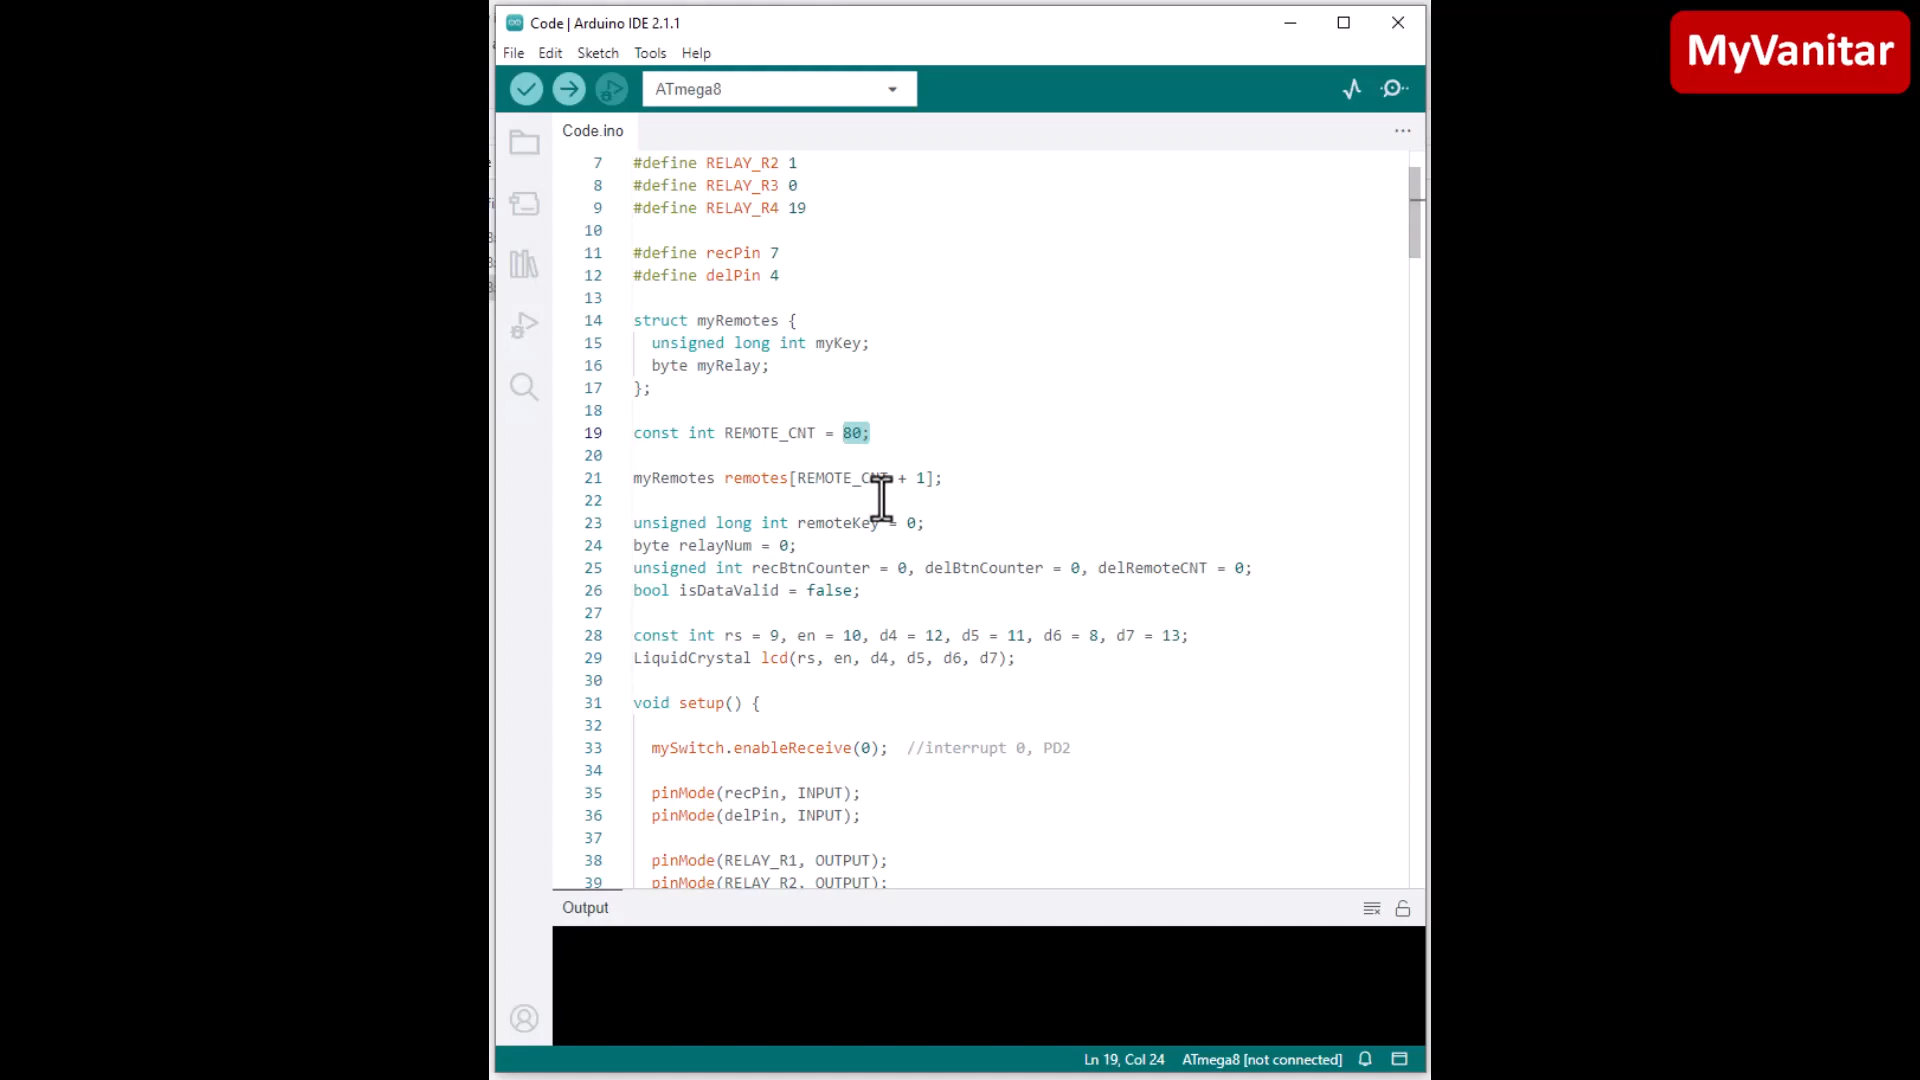 Code | Arduino IDE 2.1.1
MyVanitar
File Edit Sketch Tools Help
ATmega8
Code.ino
7 #define RELAY_R2 1
8 #define RELAY_R3 0
9 #define RELAY_R4 19
10
11 #define recPin 7
12 #define delPin 4
13
14 struct myRemotes {
15 unsigned long int myKey;
16 byte myRelay;
17 };
18
19 const int REMOTE_CNT = 80;
20
21 myRemotes remotes[REMOTE_CNT + 1];
22
23 unsigned long int remoteKey = 0;
24 byte relayNum = 0;
25 unsigned int recBtnCounter = 0, delBtnCounter = 0, delRemoteCNT = 0;
26 bool isDataValid = false;
27
28 const int rs = 9, en = 10, d4 = 12, d5 = 11, d6 = 8, d7 = 13;
29 LiquidCrystal lcd(rs, en, d4, d5, d6, d7);
30
31 void setup() {
32
33 mySwitch.enableReceive(0); //interrupt 0, PD2
34
35 pinMode(recPin, INPUT);
36 pinMode(delPin, INPUT);
37
38 pinMode(RELAY_R1, OUTPUT);
39 pinMode(RELAY_R2, OUTPUT);
Output
Ln 19, Col 24 ATmega8 [not connected]